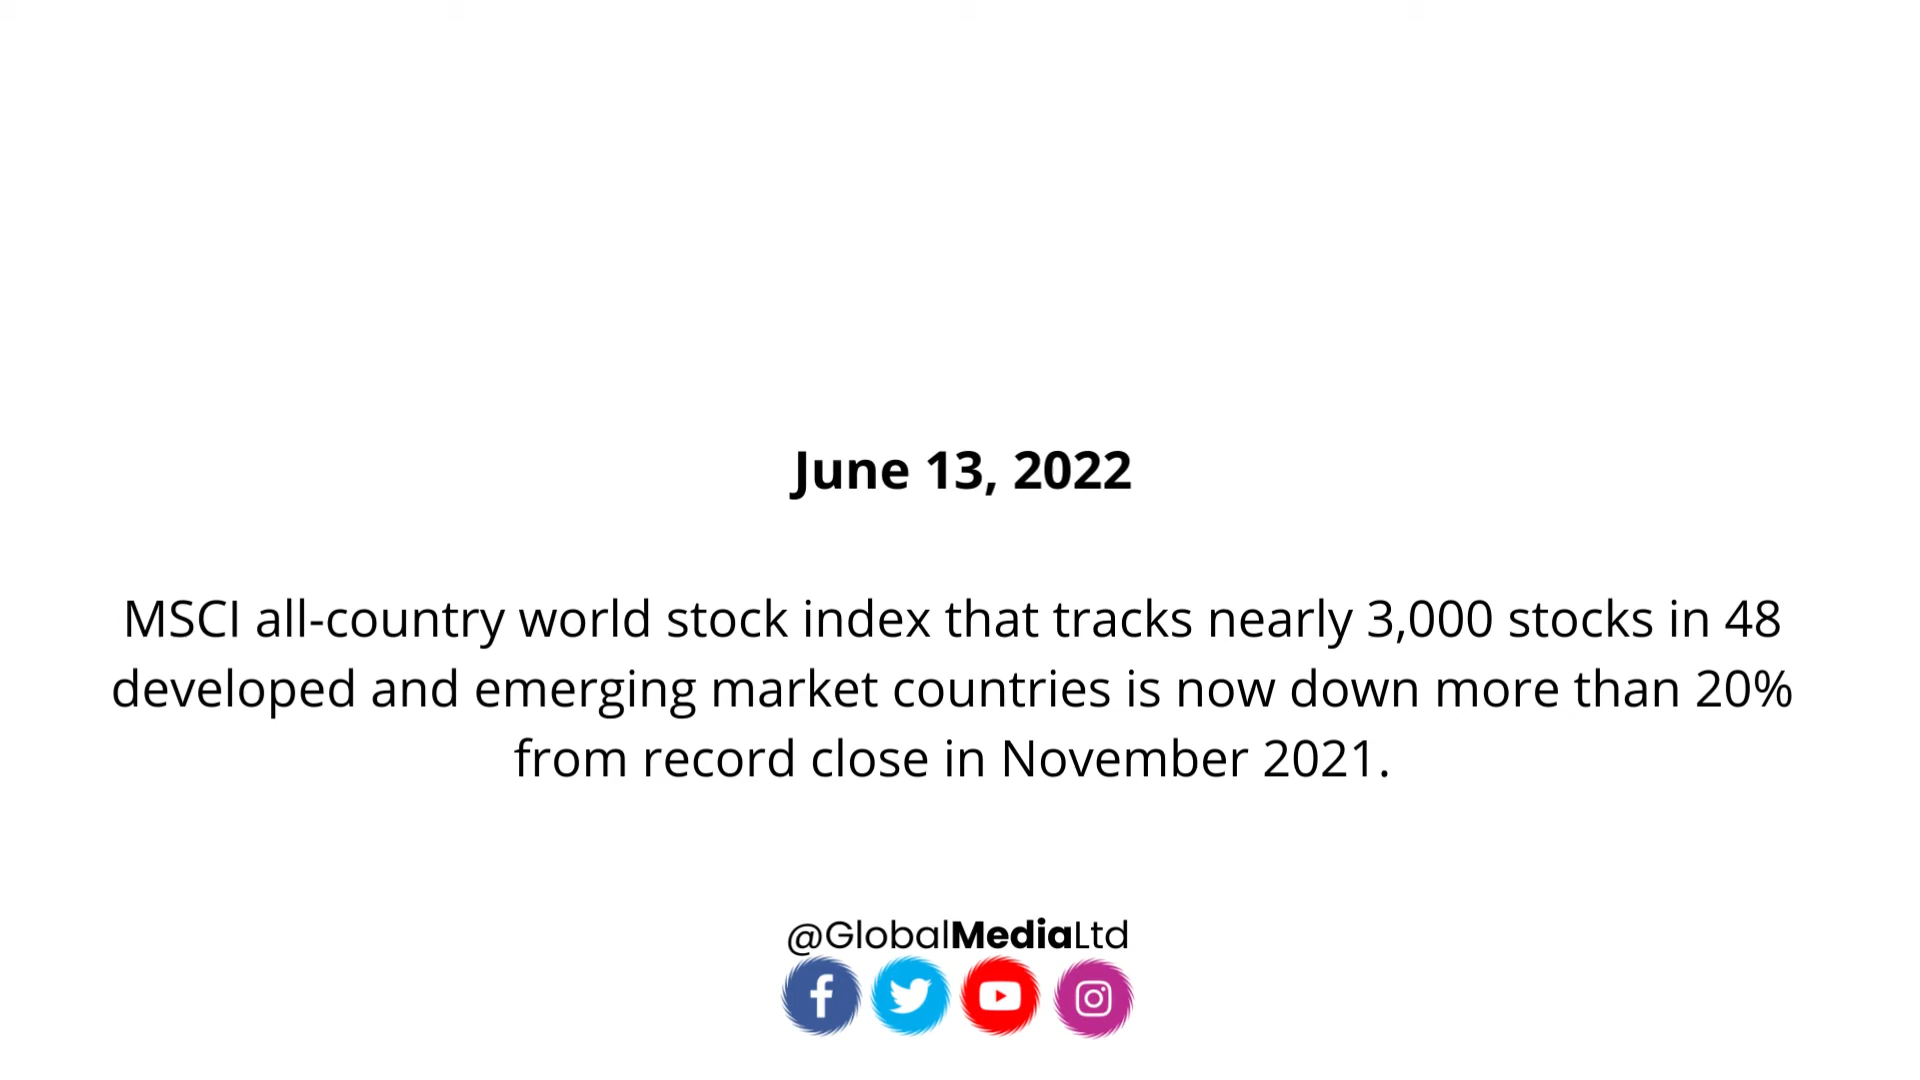 June 13, 2022
MSCI all-country world stock index that tracks nearly 3,000 stocks in 48
developed and emerging market countries is now down more than 20%
from record close in November 2021.
@GlobalMediaLtd